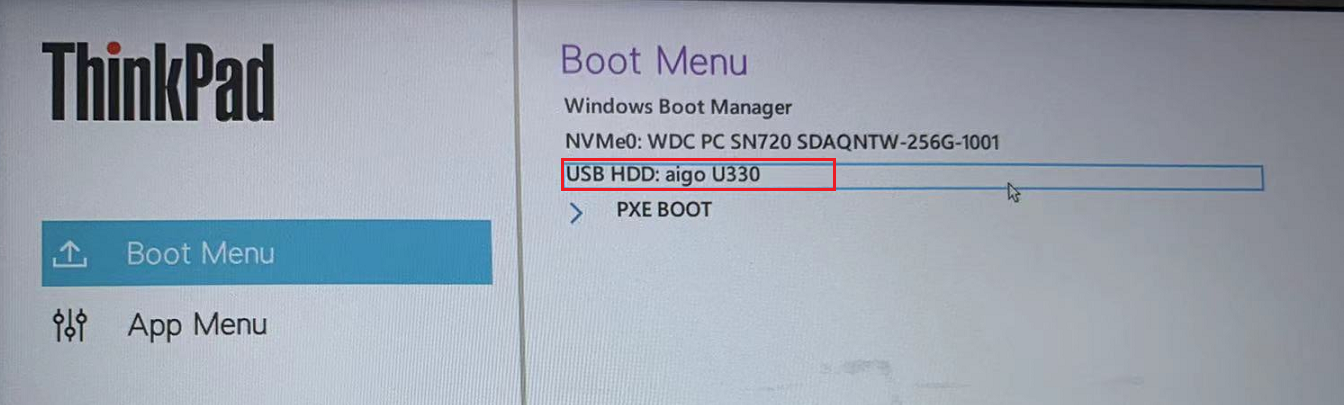 ThinkPad
Boot Menu
App Menu
Boot Menu
Windows Boot Manager
NVMe0: WDC PC SN720 SDAQNTW-256G-1001
USB HDD: aigo U330
PXE BOOT